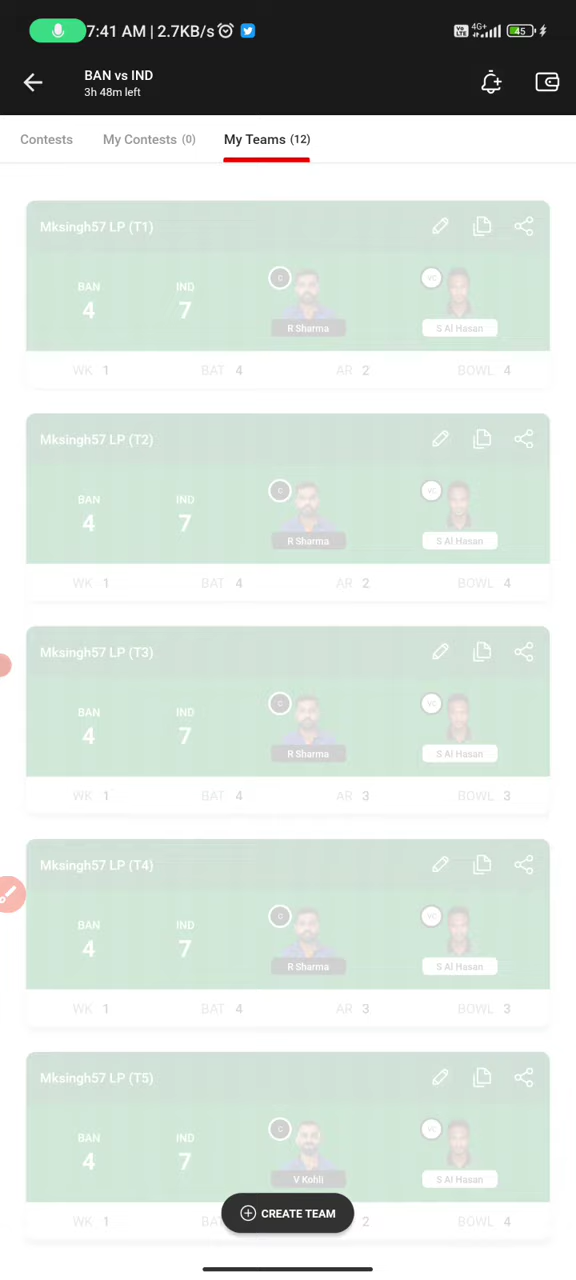 7:41 AM | 2.7KB/s
Vo LTE 4G+ 45
BAN vs IND
3h 48m left
Contests My Contests (0) My Teams (12)
Mksingh57 LP (T1)
C VC
BAN IND
4 7
R Sharma S Al Hasan
WK 1 BAT 4 AR 2 BOWL 4
Mksingh57 LP (T2)
C VC
BAN IND
4 7
R Sharma S Al Hasan
WK 1 BAT 4 AR 2 BOWL 4
Mksingh57 LP (T3)
C VC
BAN IND
4 7
R Sharma S Al Hasan
WK 1 BAT 4 AR 3 BOWL 3
Mksingh57 LP (T4)
C VC
BAN IND
4 7
R Sharma S Al Hasan
WK 1 BAT 4 AR 3 BOWL 3
Mksingh57 LP (T5)
C VC
BAN IND
4 7
V Kohli S Al Hasan
CREATE TEAM
WK 1 BA 2 BOWL 4